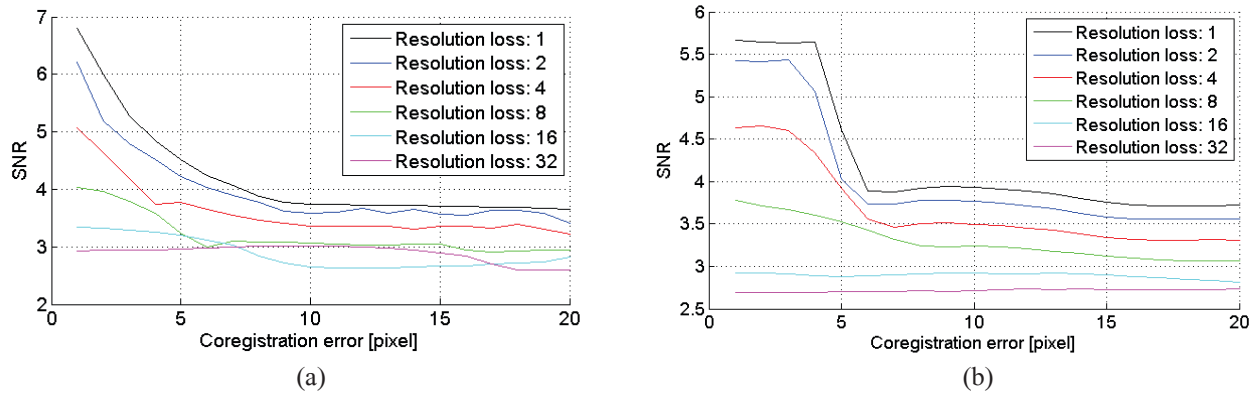 7
6
5
4
3
2
SNR
0
5
10
15
20
Coregistration error [pixel]
Resolution loss: 1
Resolution loss: 2
Resolution loss: 4
Resolution loss: 8
Resolution loss: 16
Resolution loss: 32
(a)
6
5.5
5
4.5
4
3.5
3
2.5
SNR
0
5
10
15
20
Coregistration error [pixel]
Resolution loss: 1
Resolution loss: 2
Resolution loss: 4
Resolution loss: 8
Resolution loss: 16
Resolution loss: 32
(b)